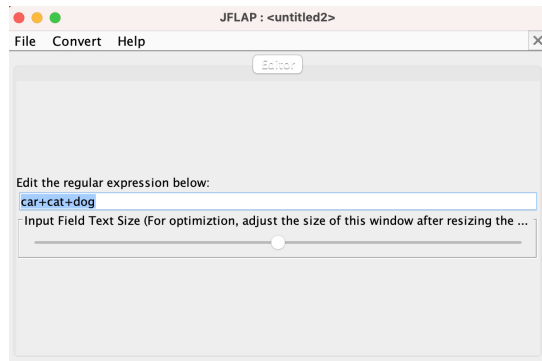 JFLAP : <untitled2>
File Convert Help
Editor
Edit the regular expression below:
car+cat+dog
Input Field Text Size (For optimiztion, adjust the size of this window after resizing the ...